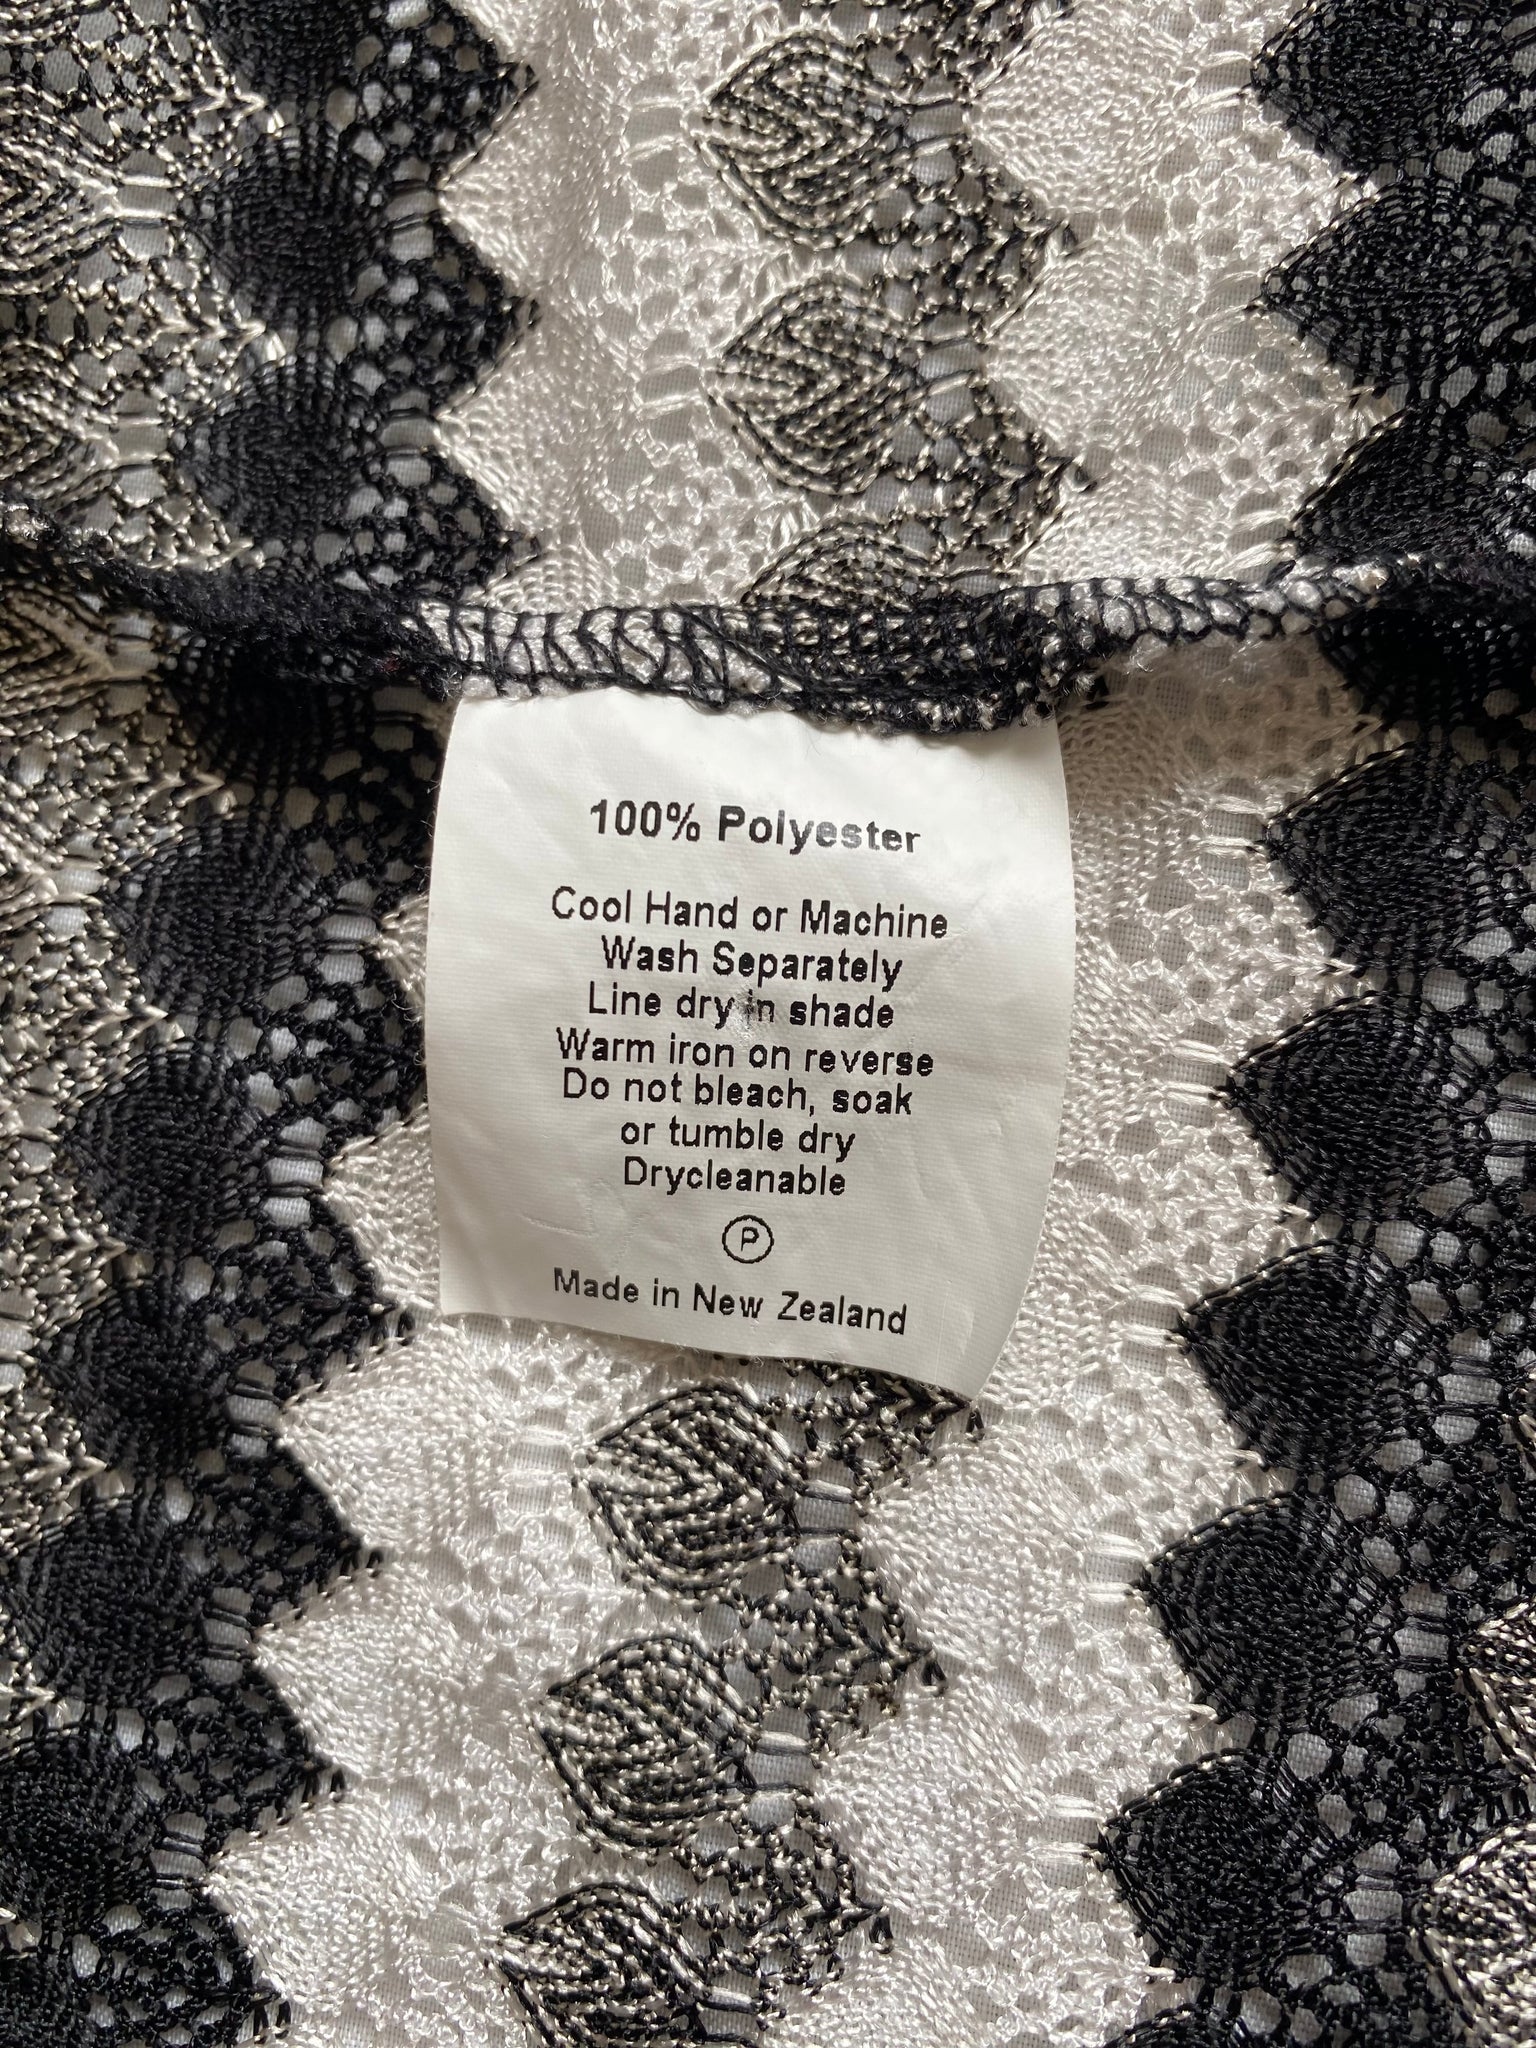 100% Polyester
Cool Hand or Machine
Wash Separately
Line dry in shade
Warm iron on reverse
Do not bleach, soak
or tumble dry
Drycleanable
P
Made in New Zealand